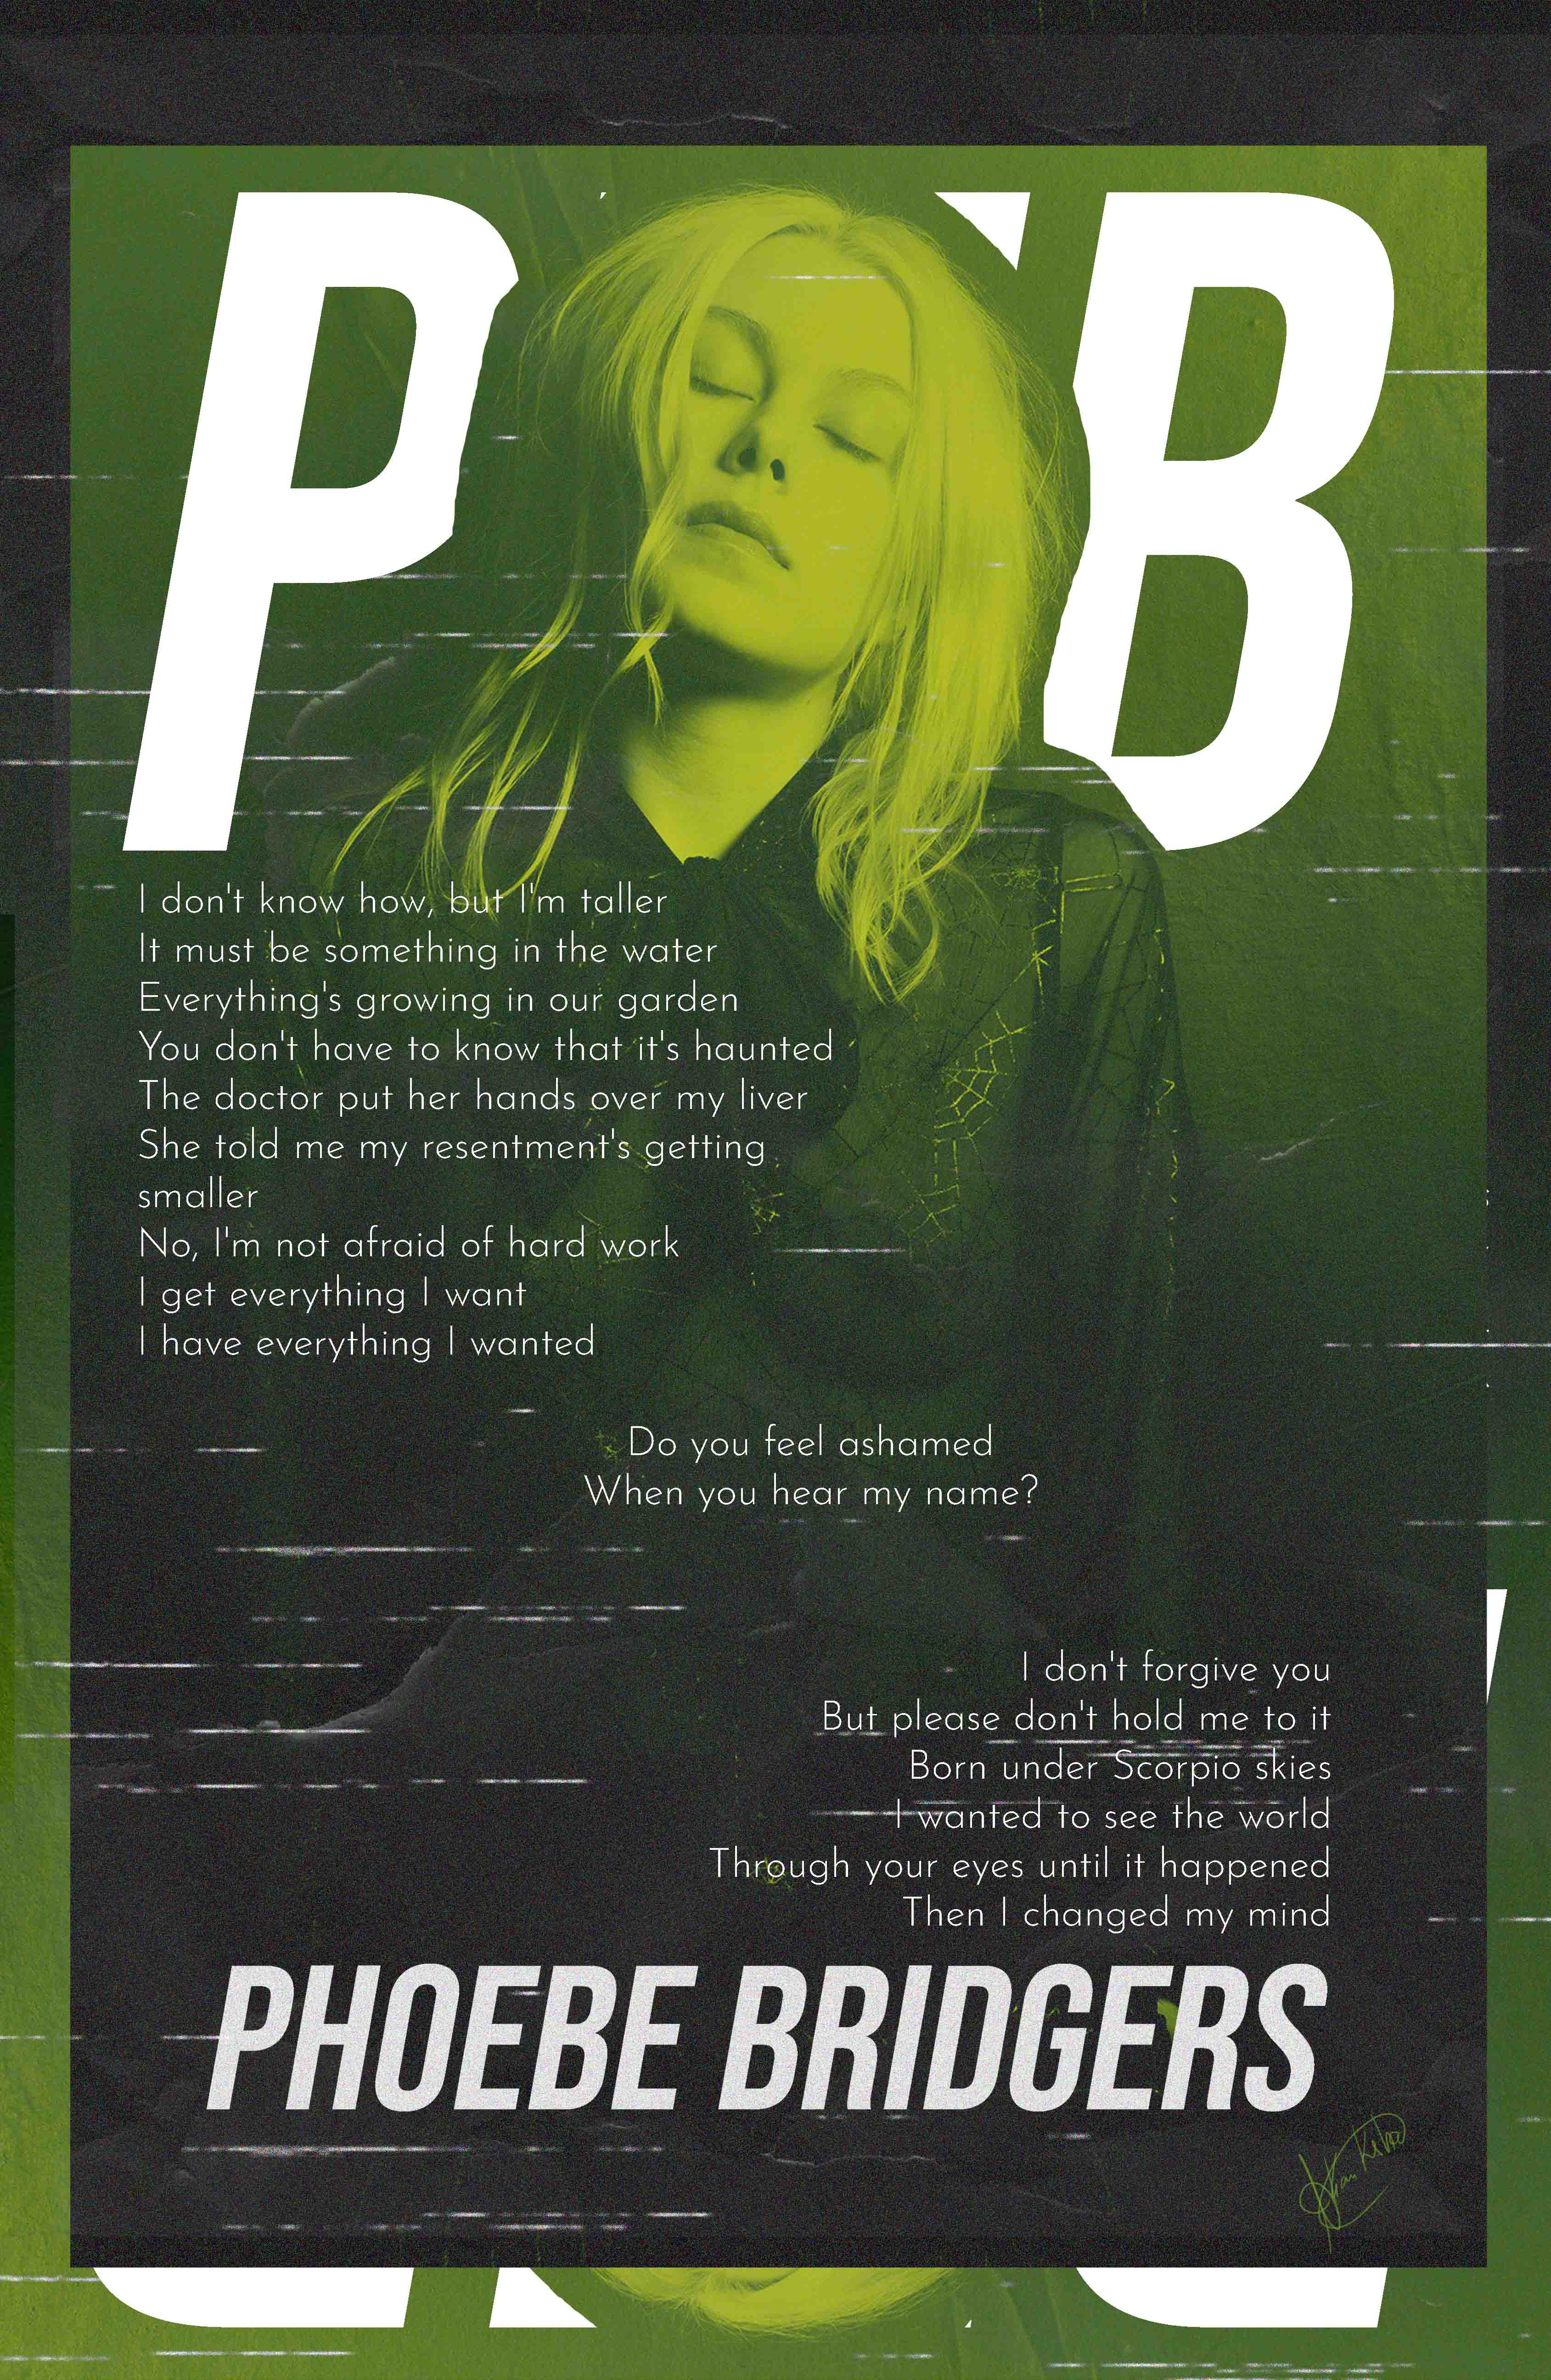 PB
I don't know how, but I'm taller
It must be something in the water
Everything's growing in our garden
You don't have to know that it's haunted
The doctor put her hands over my liver
She told me my resentment's getting
smaller
No, I'm not afraid of hard work
I get everything I want
I have everything I wanted
Do you feel ashamed
When you hear my name?
I don't forgive you
But please don't hold me to it
Born under Scorpio skies
I wanted to see the world
Through your eyes until it happened
Then I changed my mind
PHOEBE BRIDGERS